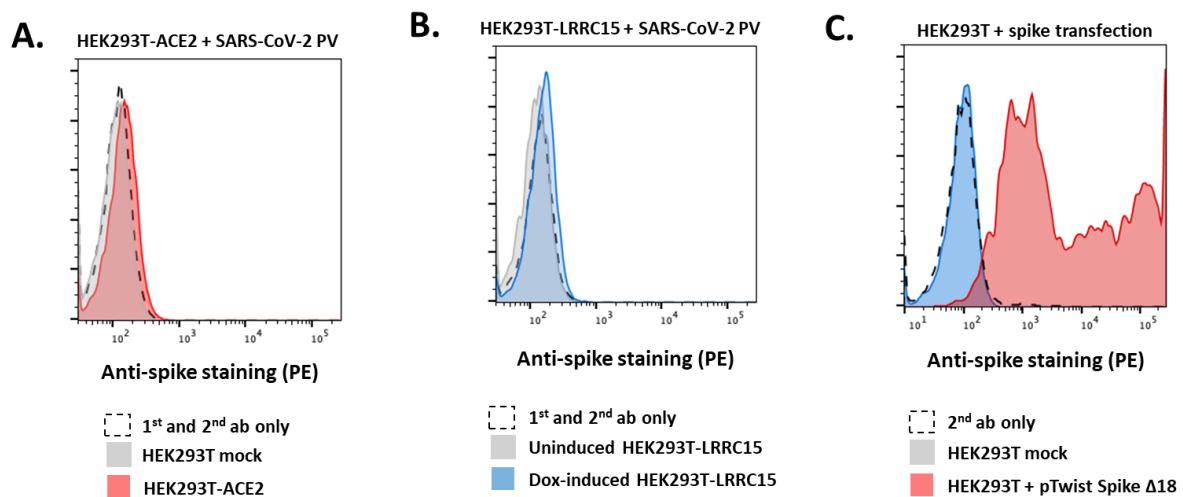 A.
HEK293T-ACE2 + SARS-CoV-2 PV
10² 10³ 10⁴ 10⁵
Anti-spike staining (PE)
1st and 2nd ab only
HEK293T mock
HEK293T-ACE2
B.
HEK293T-LRRC15 + SARS-CoV-2 PV
10² 10³ 10⁴ 10⁵
Anti-spike staining (PE)
1st and 2nd ab only
Uninduced HEK293T-LRRC15
Dox-induced HEK293T-LRRC15
C.
HEK293T + spike transfection
10¹ 10² 10³ 10⁴ 10⁵
Anti-spike staining (PE)
2nd ab only
HEK293T mock
HEK293T + pTwist Spike Δ18